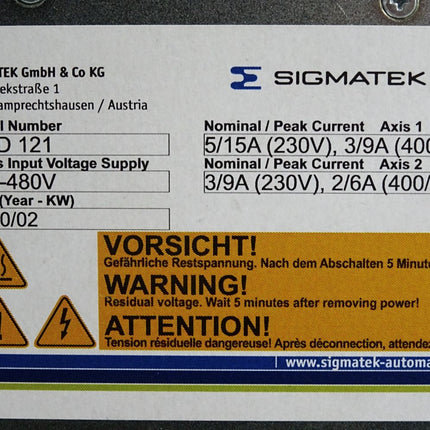 TEK GmbH & Co KG
ekstraße 1
amprechtshausen / Austria
SIGMATEK
l Number
D 121
s Input Voltage Supply
–480V
(Year - KW)
0/02
Nominal / Peak Current Axis 1
5/15A (230V), 3/9A (400
Nominal / Peak Current Axis 2
3/9A (230V), 2/6A (400/
VORSICHT!
Gefährliche Restspannung. Nach dem Abschalten 5 Minute
WARNING!
Residual voltage. Wait 5 minutes after removing power!
ATTENTION!
Tension résiduelle dangereuse! Après déconnection, attendez
www.sigmatek-automa